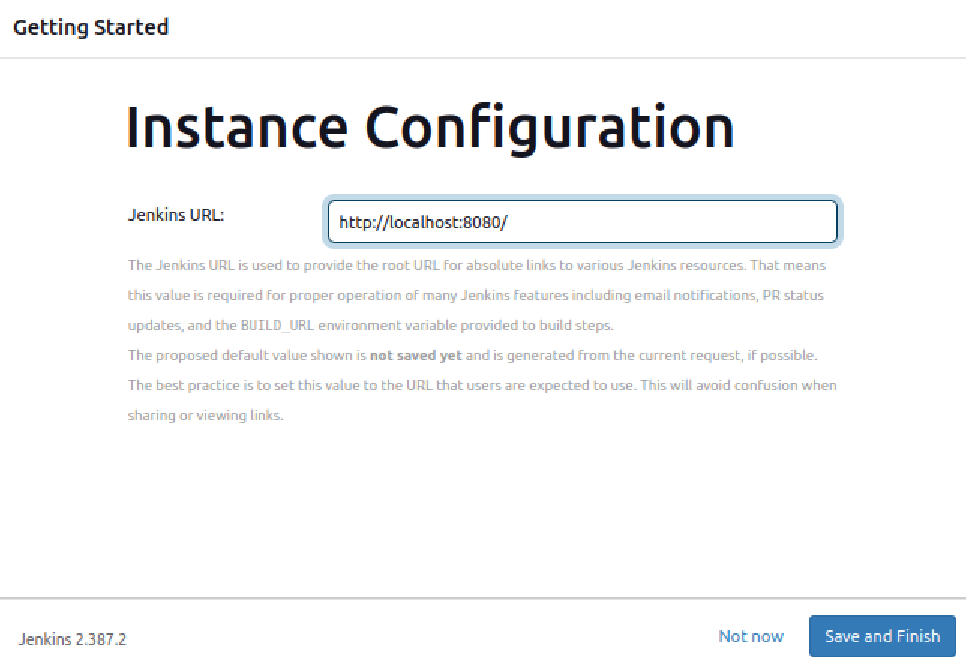 Getting Started
Instance Configuration
Jenkins URL:
http://localhost:8080/
The Jenkins URL is used to provide the root URL for absolute links to various Jenkins resources. That means
this value is required for proper operation of many Jenkins features including email notifications, PR status
updates, and the BUILD_URL environment variable provided to build steps.
The proposed default value shown is not saved yet and is generated from the current request, if possible.
The best practice is to set this value to the URL that users are expected to use. This will avoid confusion when
sharing or viewing links.
Jenkins 2.387.2
Not now
Save and Finish